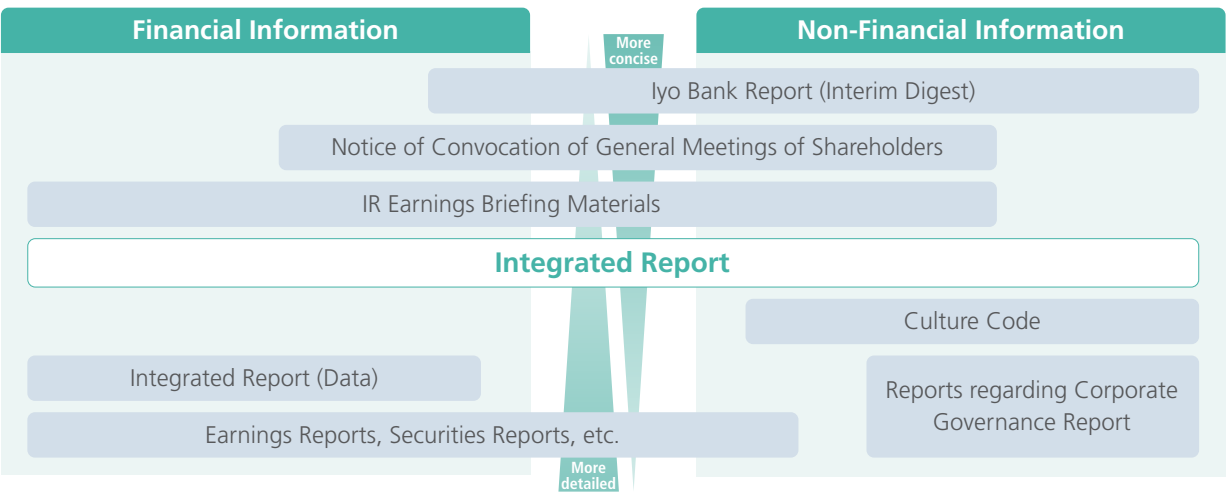 Financial Information
Non-Financial Information
More
concise
Iyo Bank Report (Interim Digest)
Notice of Convocation of General Meetings of Shareholders
IR Earnings Briefing Materials
Integrated Report
Culture Code
Integrated Report (Data)
Reports regarding Corporate
Governance Report
Earnings Reports, Securities Reports, etc.
More
detailed